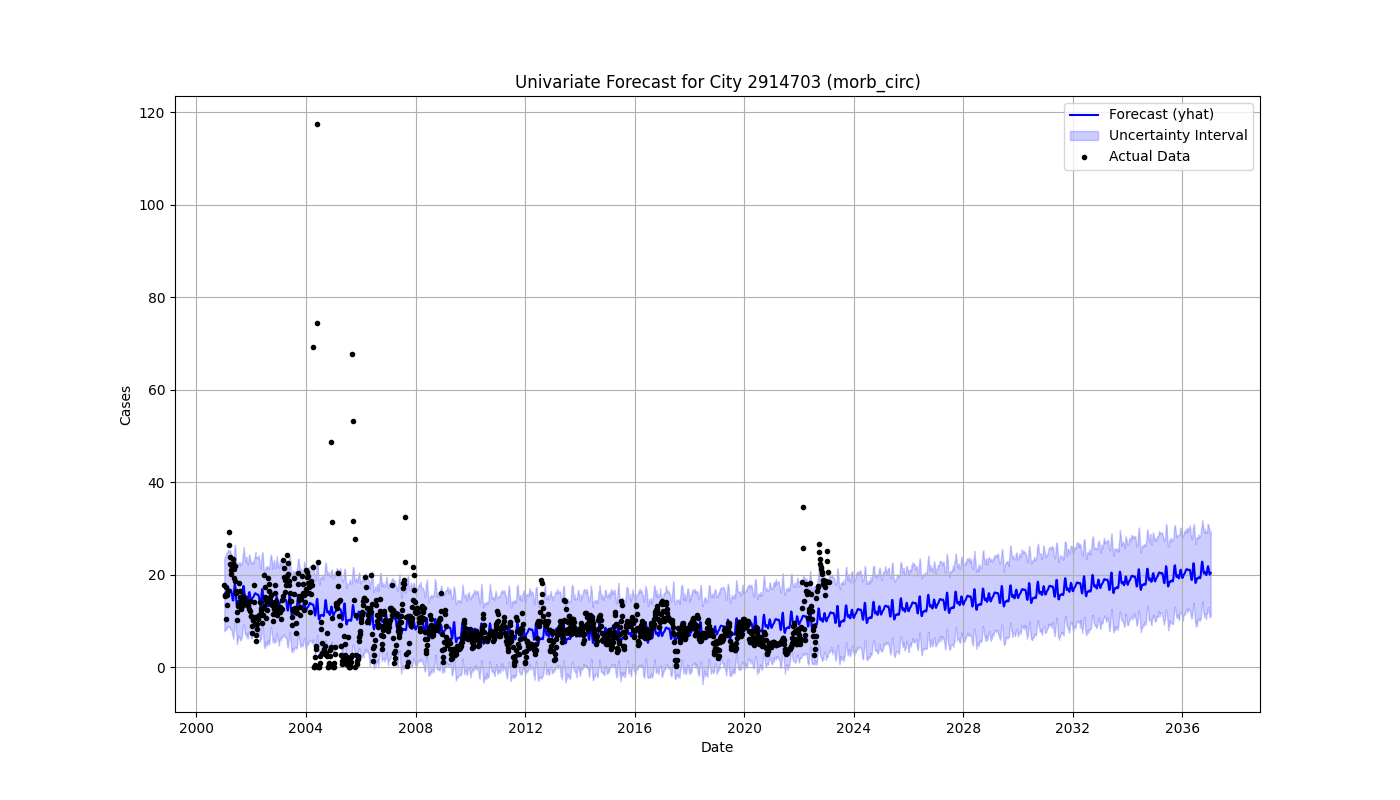 Univariate Forecast for City 2914703 (morb_circ)
Forecast (yhat)
Uncertainty Interval
Actual Data
120
100
80
60
40
20
0
Cases
2000 2004 2008 2012 2016 2020 2024 2028 2032 2036
Date